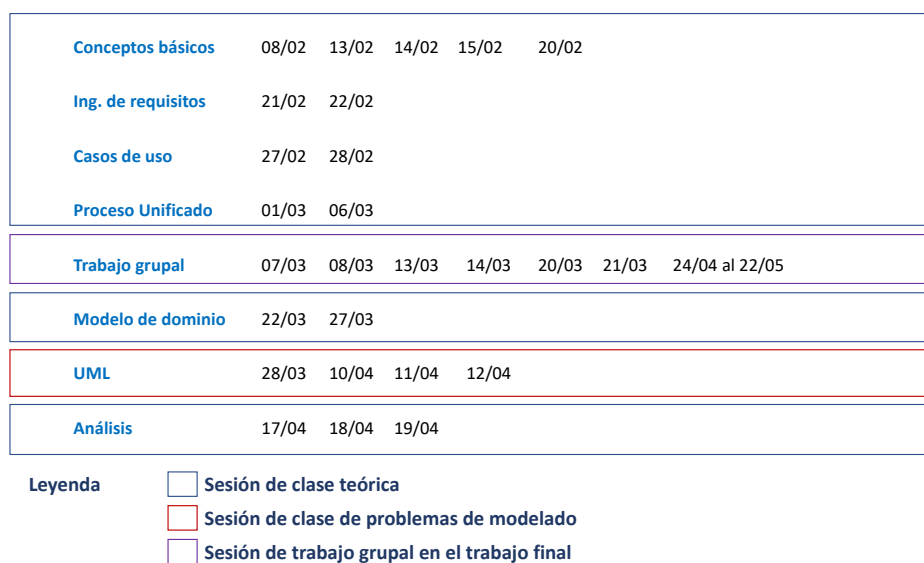 Conceptos básicos 08/02 13/02 14/02 15/02 20/02
Ing. de requisitos 21/02 22/02
Casos de uso 27/02 28/02
Proceso Unificado 01/03 06/03
Trabajo grupal 07/03 08/03 13/03 14/03 20/03 21/03 24/04 al 22/05
Modelo de dominio 22/03 27/03
UML 28/03 10/04 11/04 12/04
Análisis 17/04 18/04 19/04
Leyenda Sesión de clase teórica
Sesión de clase de problemas de modelado
Sesión de trabajo grupal en el trabajo final